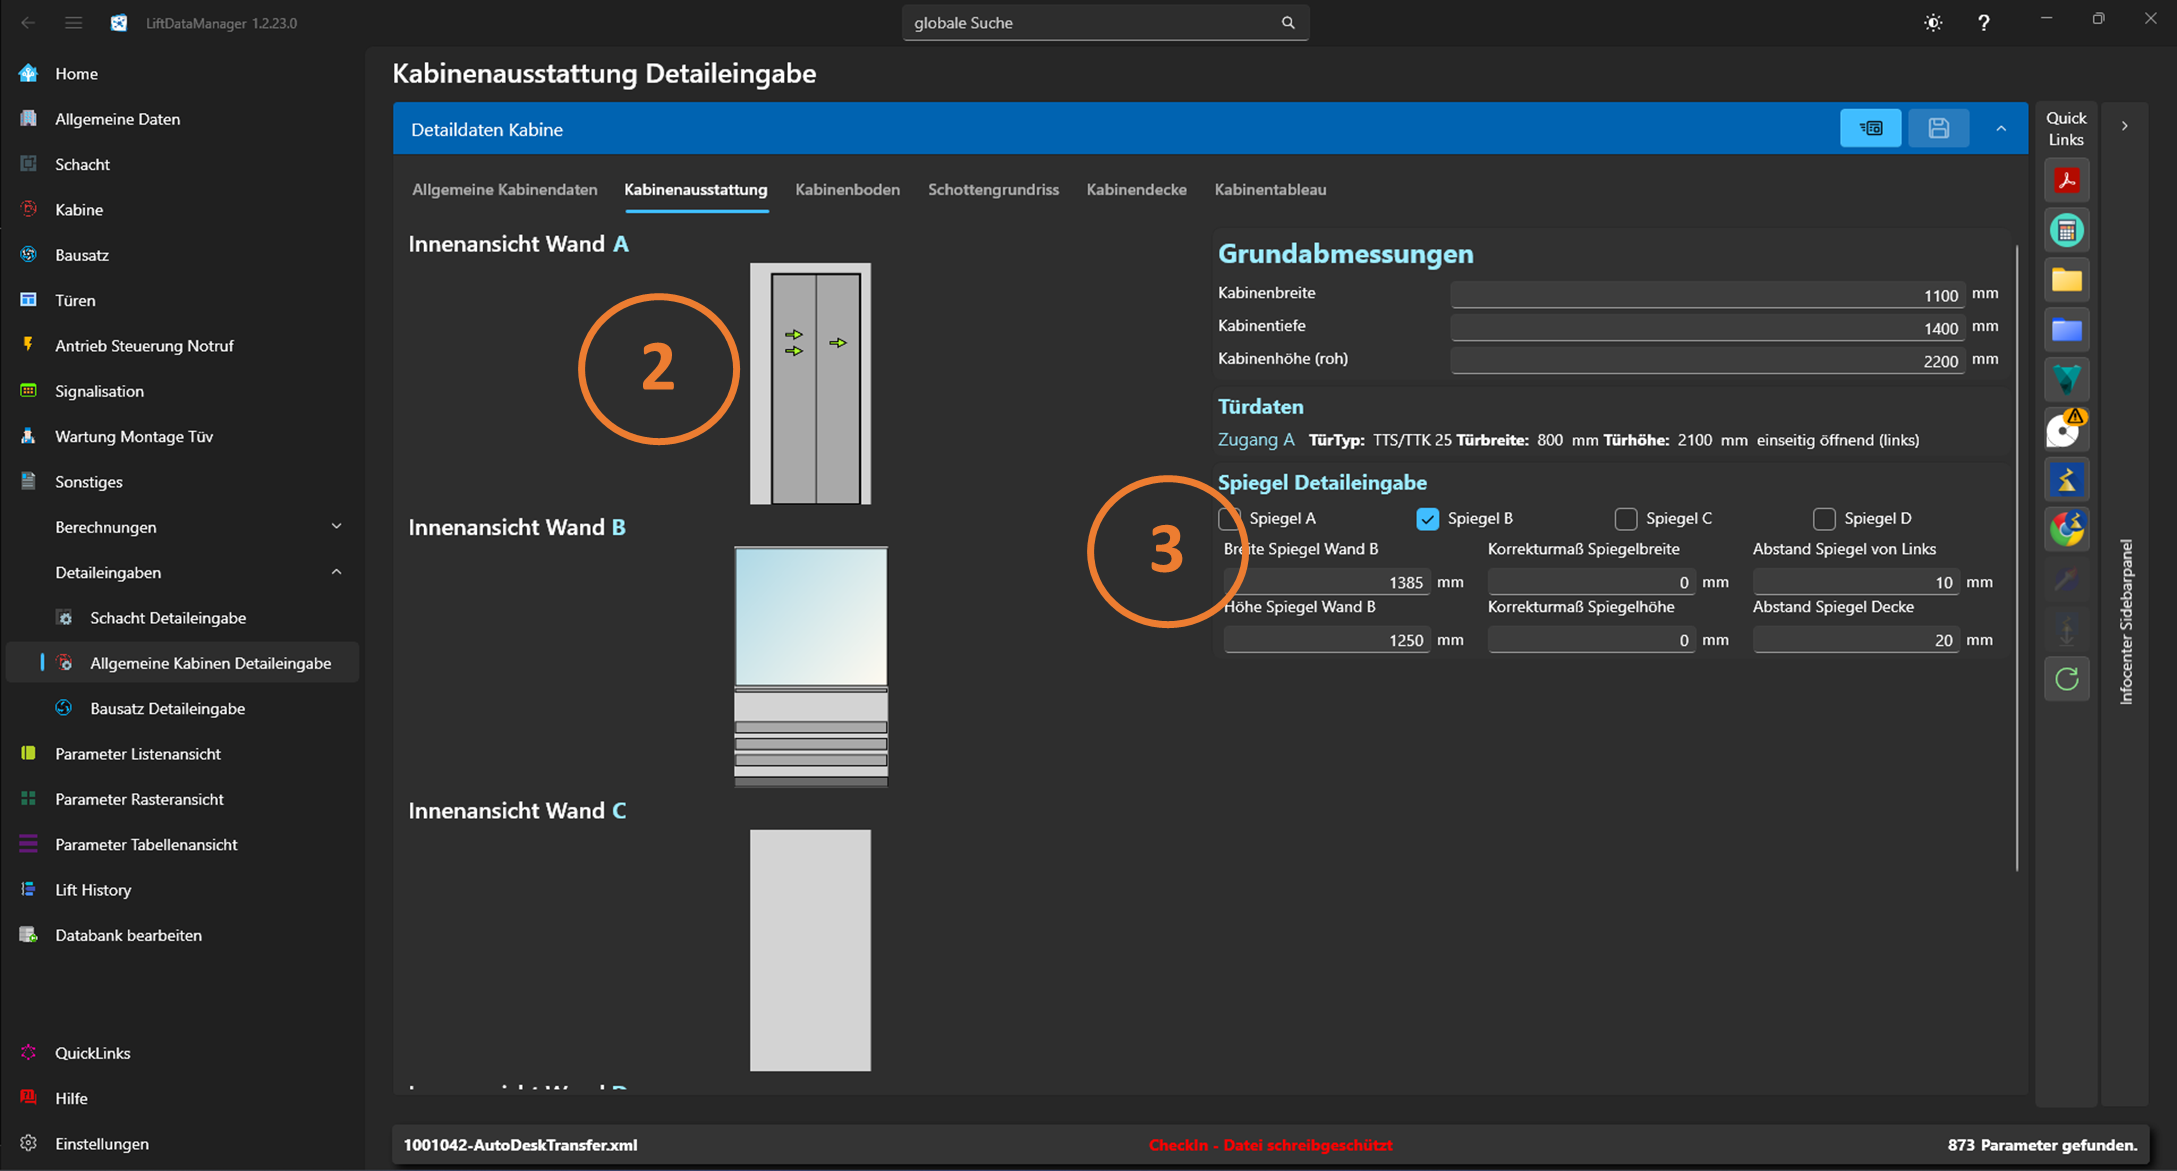 LiftDataManager 1.2.23.0
globale Suche
?
Home
Allgemeine Daten
Schacht
Kabine
Bausatz
Türen
Antrieb Steuerung Notruf
Signalisation
Wartung Montage Tüv
Sonstiges
Berechnungen
Detaileingaben
Schacht Detaileingabe
Allgemeine Kabinen Detaileingabe
Bausatz Detaileingabe
Parameter Listenansicht
Parameter Rasteransicht
Parameter Tabellenansicht
Lift History
Databank bearbeiten
QuickLinks
Hilfe
Einstellungen
Kabinenausstattung Detaileingabe
Detaildaten Kabine
Allgemeine Kabinendaten Kabinenausstattung Kabinenboden Schottengrundriss Kabinendecke Kabinentableau
Innenansicht Wand A
2
Innenansicht Wand B
Innenansicht Wand C
Grundabmessungen
Kabinenbreite 1100 mm
Kabinentiefe 1400 mm
Kabinenhöhe (roh) 2200 mm
Türdaten
Zugang A TürTyp: TTS/TTK 25 Türbreite: 800 mm Türhöhe: 2100 mm einseitig öffnend (links)
Spiegel Detaileingabe
Spiegel A Spiegel B Spiegel C Spiegel D
3
Breite Spiegel Wand B Korrekturmaß Spiegelbreite Abstand Spiegel von Links
1385 mm 0 mm 10 mm
Höhe Spiegel Wand B Korrekturmaß Spiegelhöhe Abstand Spiegel Decke
1250 mm 0 mm 20 mm
Quick
Links
Infocenter Sidebarpanel
1001042-AutoDeskTransfer.xml
CheckIn - Datei schreibgeschützt
873 Parameter gefunden.